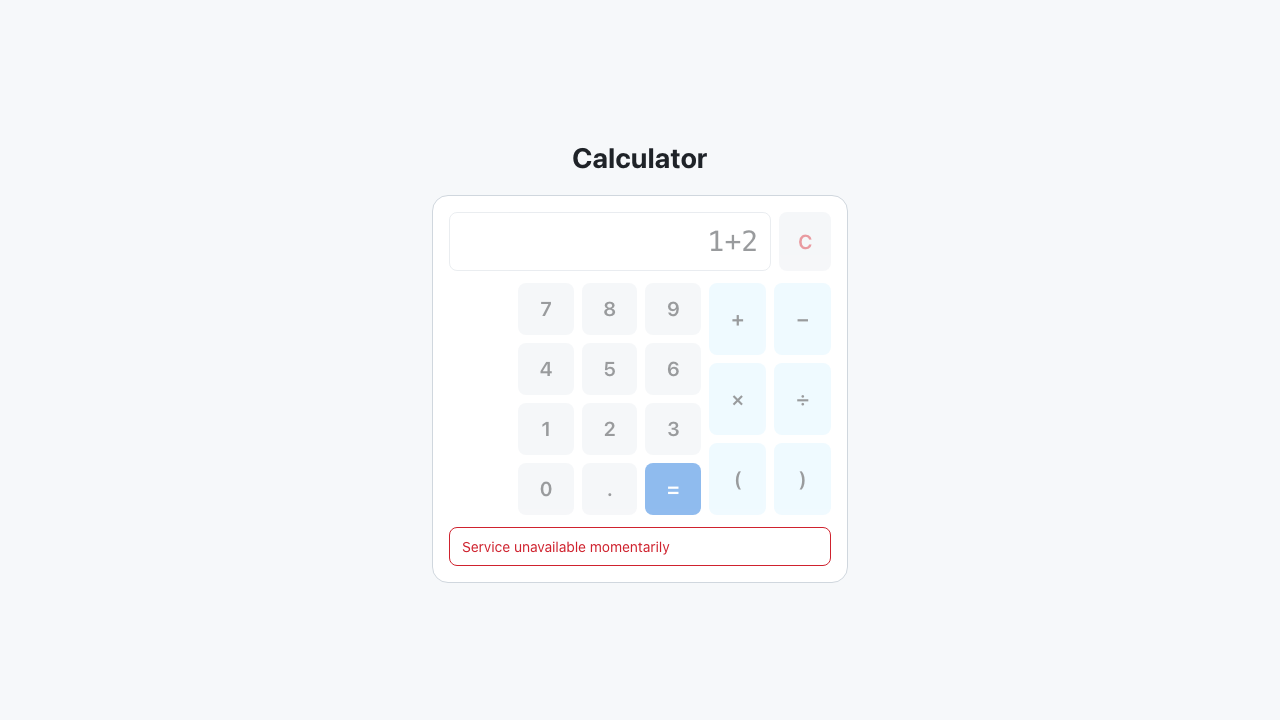 Calculator
1+2
C
7 8 9 + −
4 5 6 × ÷
1 2 3 ( )
0 . =
Service unavailable momentarily